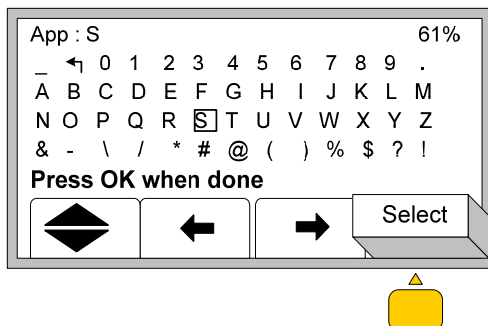 App : S 61%
_ ↰ 0 1 2 3 4 5 6 7 8 9 .
A B C D E F G H I J K L M
N O P Q R S T U V W X Y Z
& - \ / * # @ ( ) % $ ? !
Press OK when done
Select